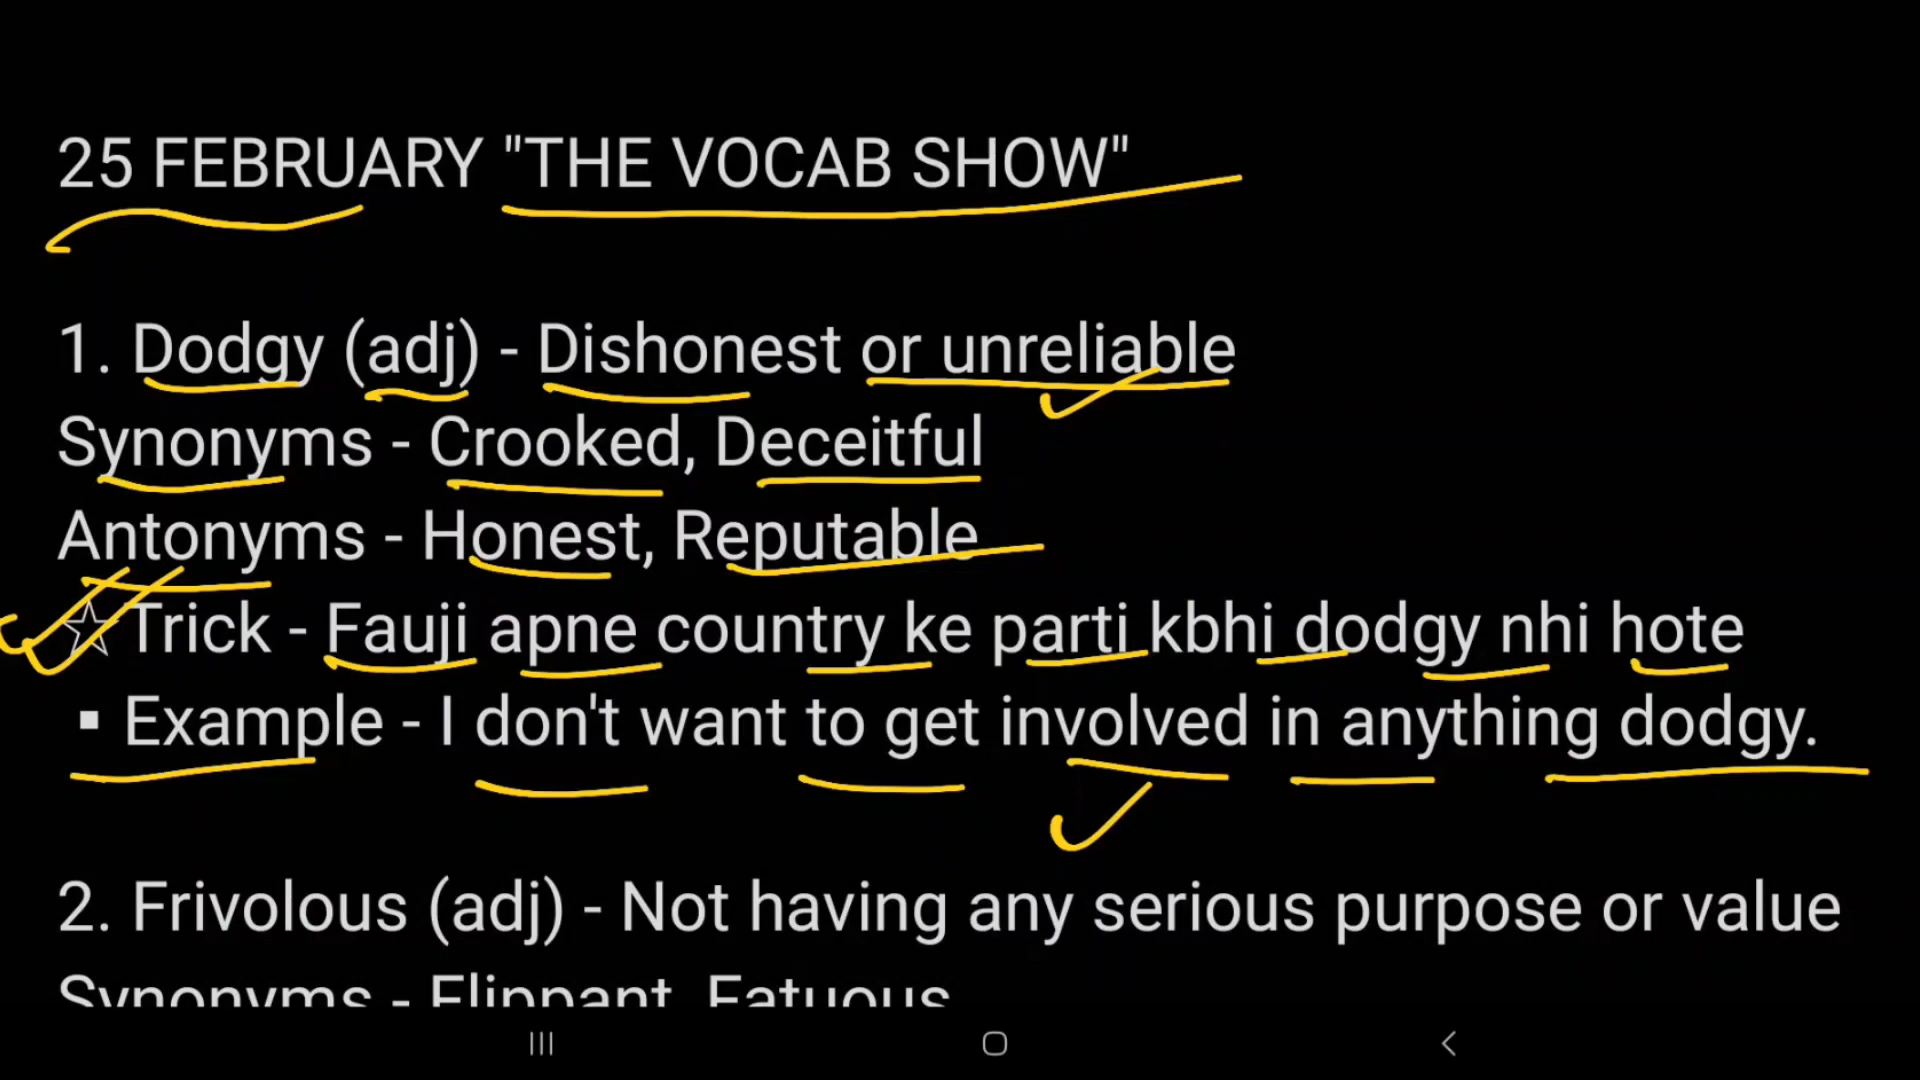 25 FEBRUARY "THE VOCAB SHOW"
1. Dodgy (adj) - Dishonest or unreliable
Synonyms - Crooked, Deceitful
Antonyms - Honest, Reputable
☆ Trick - Fauji apne country ke parti kbhi dodgy nhi hote
▪ Example - I don't want to get involved in anything dodgy.
2. Frivolous (adj) - Not having any serious purpose or value
Synonyms - Flippant, Fatuous